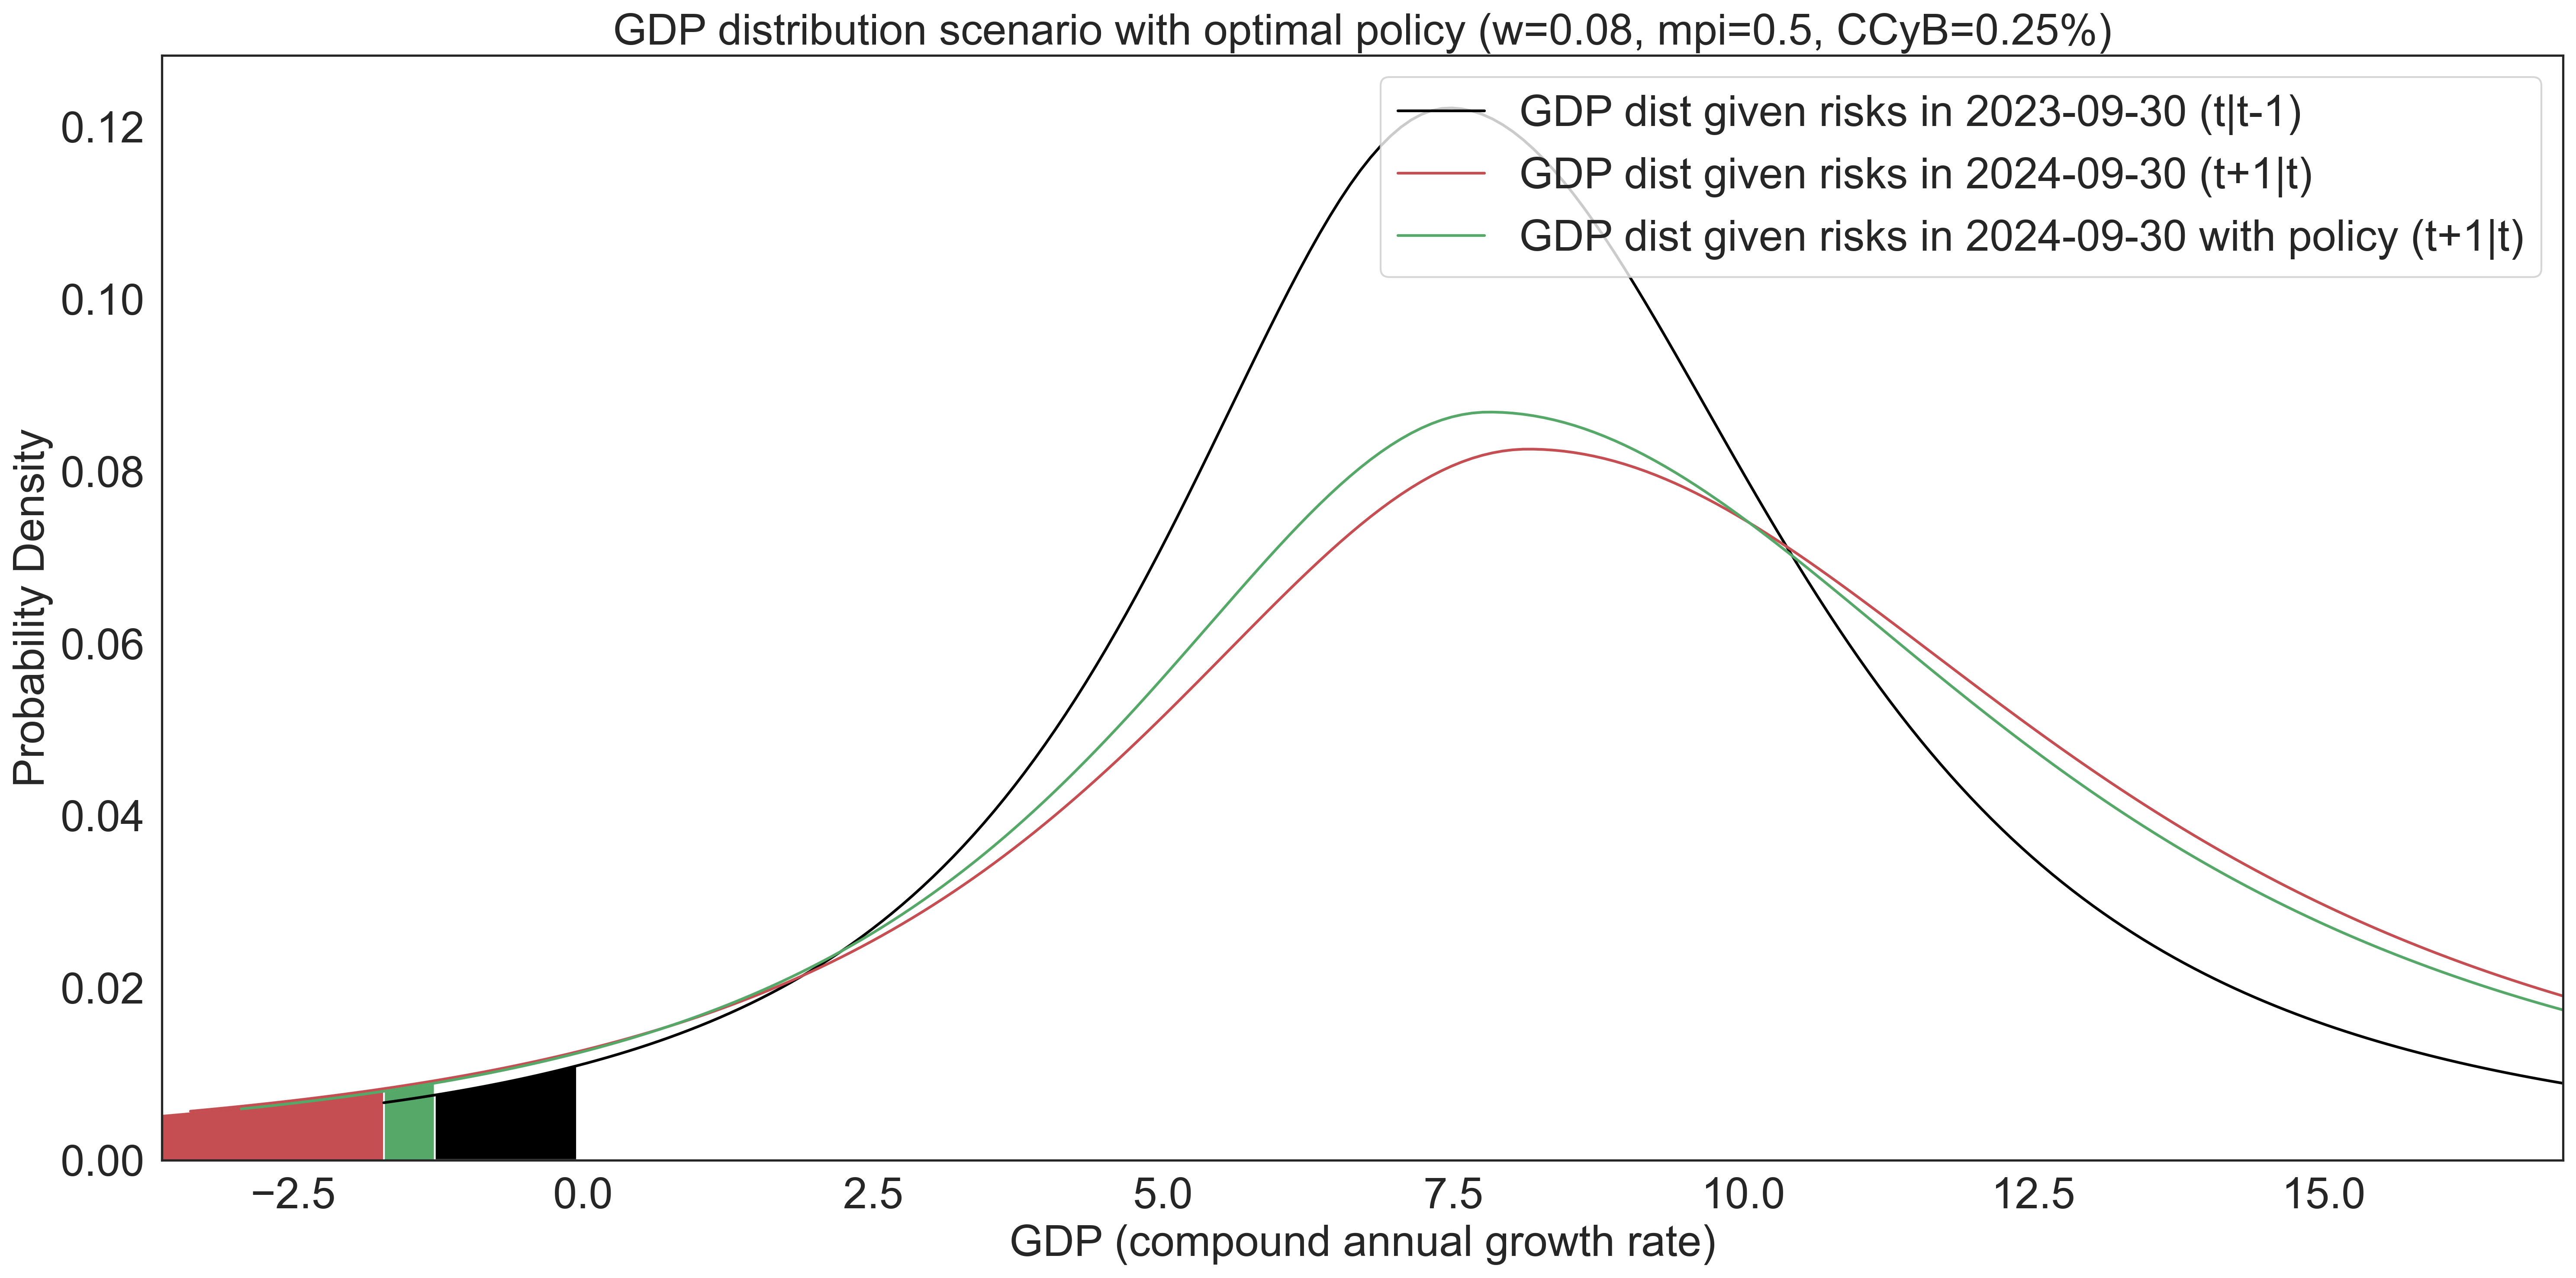 GDP distribution scenario with optimal policy (w=0.08, mpi=0.5, CCyB=0.25%)
GDP dist given risks in 2023-09-30 (t|t-1)
GDP dist given risks in 2024-09-30 (t+1|t)
GDP dist given risks in 2024-09-30 with policy (t+1|t)
Probability Density
0.12
0.10
0.08
0.06
0.04
0.02
0.00
−2.5 0.0 2.5 5.0 7.5 10.0 12.5 15.0
GDP (compound annual growth rate)